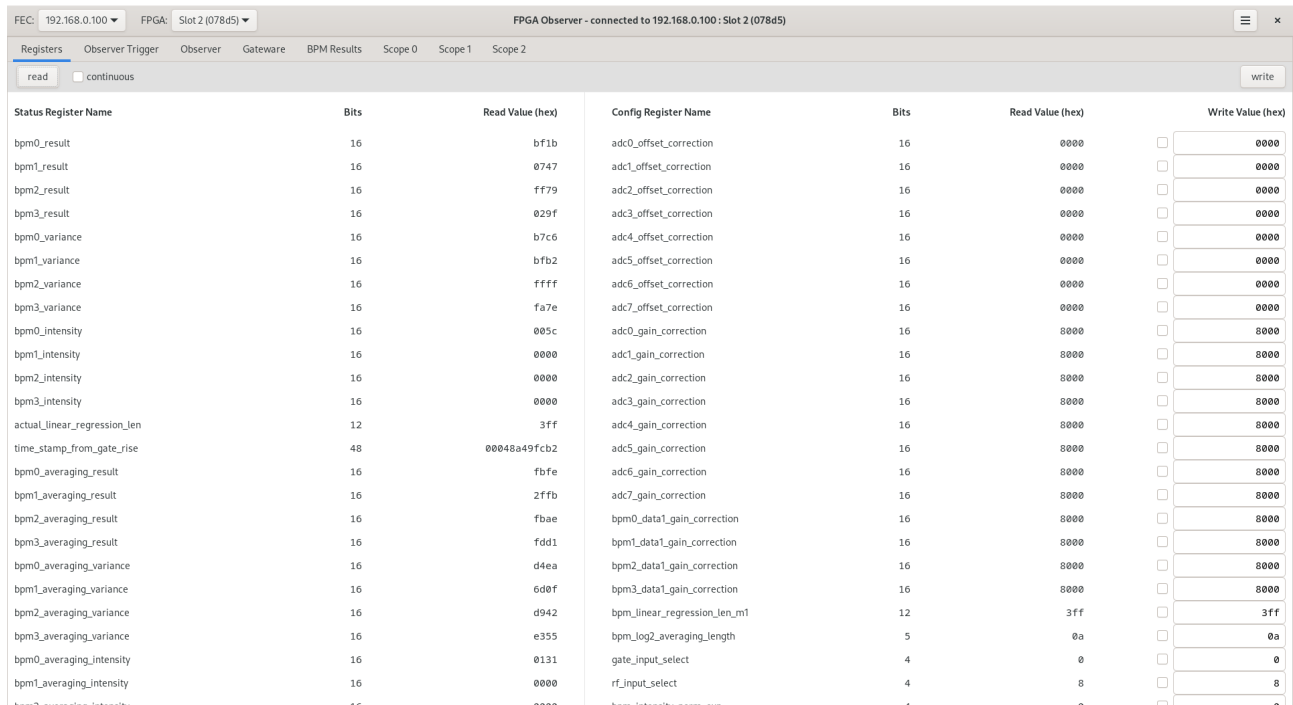 FEC: 192.168.0.100 FPGA: Slot 2 (078d5) FPGA Observer - connected to 192.168.0.100 : Slot 2 (078d5)
Registers Observer Trigger Observer Gateware BPM Results Scope 0 Scope 1 Scope 2
read continuous write
Status Register Name Bits Read Value (hex) Config Register Name Bits Read Value (hex) Write Value (hex)
bpm0_result 16 bf1b adc0_offset_correction 16 0000 0000
bpm1_result 16 0747 adc1_offset_correction 16 0000 0000
bpm2_result 16 ff79 adc2_offset_correction 16 0000 0000
bpm3_result 16 029f adc3_offset_correction 16 0000 0000
bpm0_variance 16 b7c6 adc4_offset_correction 16 0000 0000
bpm1_variance 16 bfb2 adc5_offset_correction 16 0000 0000
bpm2_variance 16 ffff adc6_offset_correction 16 0000 0000
bpm3_variance 16 fa7e adc7_offset_correction 16 0000 0000
bpm0_intensity 16 005c adc0_gain_correction 16 8000 8000
bpm1_intensity 16 0000 adc1_gain_correction 16 8000 8000
bpm2_intensity 16 0000 adc2_gain_correction 16 8000 8000
bpm3_intensity 16 0000 adc3_gain_correction 16 8000 8000
actual_linear_regression_len 12 3ff adc4_gain_correction 16 8000 8000
time_stamp_from_gate_rise 48 00048a49fcb2 adc5_gain_correction 16 8000 8000
bpm0_averaging_result 16 fbfe adc6_gain_correction 16 8000 8000
bpm1_averaging_result 16 2ffb adc7_gain_correction 16 8000 8000
bpm2_averaging_result 16 fbae bpm0_data1_gain_correction 16 8000 8000
bpm3_averaging_result 16 fdd1 bpm1_data1_gain_correction 16 8000 8000
bpm0_averaging_variance 16 d4ea bpm2_data1_gain_correction 16 8000 8000
bpm1_averaging_variance 16 6d0f bpm3_data1_gain_correction 16 8000 8000
bpm2_averaging_variance 16 d942 bpm_linear_regression_len_m1 12 3ff 3ff
bpm3_averaging_variance 16 e355 bpm_log2_averaging_length 5 0a 0a
bpm0_averaging_intensity 16 0131 gate_input_select 4 0 0
bpm1_averaging_intensity 16 0000 rf_input_select 4 8 8